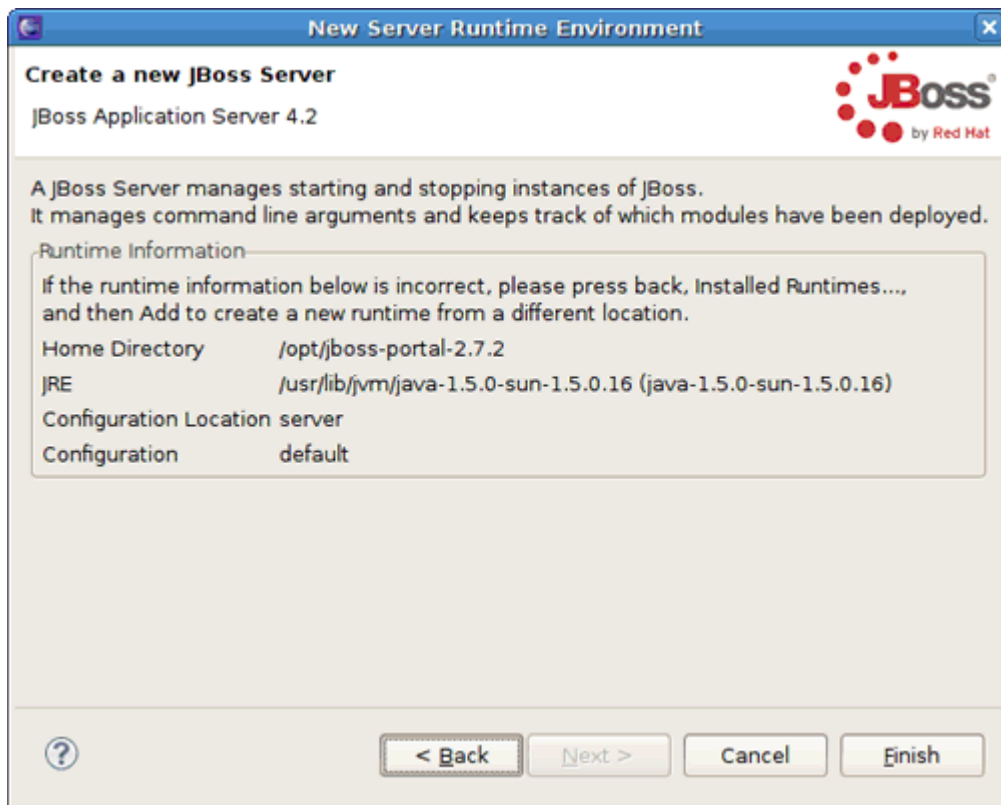 New Server Runtime Environment
Create a new JBoss Server
JBoss Application Server 4.2
JBoss
by Red Hat
A JBoss Server manages starting and stopping instances of JBoss.
It manages command line arguments and keeps track of which modules have been deployed.
Runtime Information
If the runtime information below is incorrect, please press back, Installed Runtimes...,
and then Add to create a new runtime from a different location.
Home Directory /opt/jboss-portal-2.7.2
JRE /usr/lib/jvm/java-1.5.0-sun-1.5.0.16 (java-1.5.0-sun-1.5.0.16)
Configuration Location server
Configuration default
? < Back Next > Cancel Finish